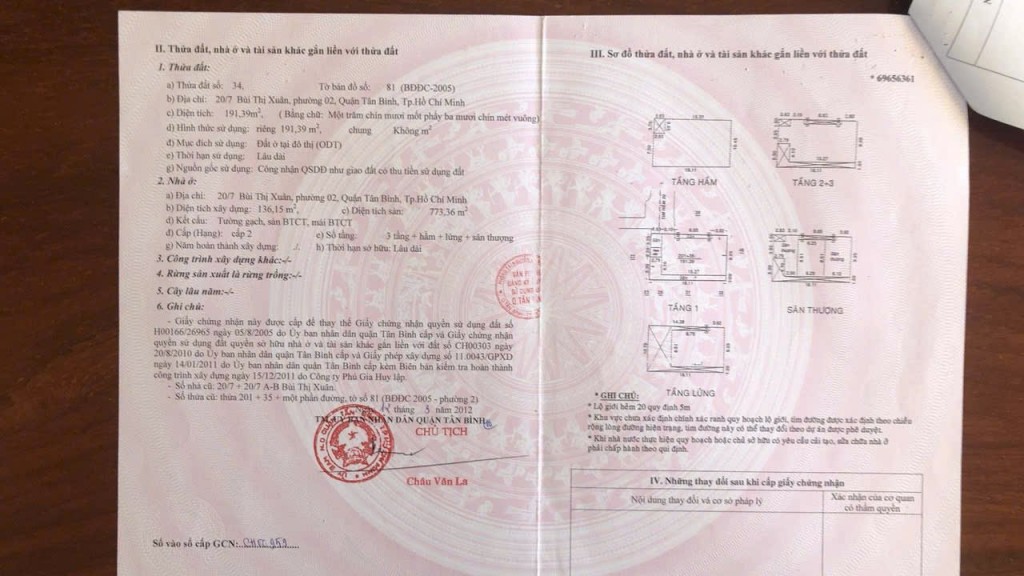 II. Thửa đất, nhà ở và tài sản khác gắn liền với thửa đất
1. Thửa đất:
a) Thửa đất số: 34, Tờ bản đồ số: 81 (BĐĐC-2005)
b) Địa chỉ: 20/7 Bùi Thị Xuân, phường 02, Quận Tân Bình, Tp.Hồ Chí Minh
c) Diện tích: 191,39m², ( Bằng chữ: Một trăm chín mươi mốt phẩy ba mươi chín mét vuông)
d) Hình thức sử dụng: riêng 191,39 m², chung Không m²
đ) Mục đích sử dụng: Đất ở tại đô thị (ODT)
e) Thời hạn sử dụng: Lâu dài
g) Nguồn gốc sử dụng: Công nhận QSDĐ như giao đất có thu tiền sử dụng đất
2. Nhà ở:
a) Địa chỉ: 20/7 Bùi Thị Xuân, phường 02, Quận Tân Bình, Tp.Hồ Chí Minh
b) Diện tích xây dựng: 136,15 m², c) Diện tích sàn: 773,36 m²
d) Kết cấu: Tường gạch, sàn BTCT, mái BTCT
đ) Cấp (Hạng): cấp 2 e) Số tầng: 3 tầng + hầm + lửng + sân thượng
g) Năm hoàn thành xây dựng: h) Thời hạn sở hữu: Lâu dài
3. Công trình xây dựng khác:-/-
4. Rừng sản xuất là rừng trồng:-/-
5. Cây lâu năm:-/-
6. Ghi chú:
- Giấy chứng nhận này được cấp để thay thế Giấy chứng nhận quyền sử dụng đất số
H00166/26965 ngày 05/8/2005 do Ủy ban nhân dân quận Tân Bình cấp và Giấy chứng nhận
quyền sử dụng đất quyền sở hữu nhà ở và tài sản khác gắn liền với đất số CH00303 ngày
20/8/2010 do Ủy ban nhân dân quận Tân Bình cấp và Giấy phép xây dựng số 11.0043/GPXD
ngày 14/01/2011 do Ủy ban nhân dân quận Tân Bình cấp kèm Biên bản kiểm tra hoàn thành
công trình xây dựng ngày 15/12/2011 do Công ty Phú Gia Huy lập.
- Số nhà cũ: 20/7 + 20/7 A-B Bùi Thị Xuân.
- Số thửa cũ: thửa 201 + 35 + một phần đường, tờ số 81 (BĐĐC 2005 - phường 2)
tháng 3 năm 2012
TM. ỦY BAN NHÂN DÂN QUẬN TÂN BÌNH
CHỦ TỊCH
Châu Văn La
Số vào sổ cấp GCN:
III. Sơ đồ thửa đất, nhà ở và tài sản khác gắn liền với thửa đất
* 69656361
TẦNG HẦM
TẦNG 2+3
TẦNG 1
SÂN THƯỢNG
TẦNG LỬNG
* GHI CHÚ:
* Lộ giới hẻm 20 quy định 5m
* Khu vực chưa xác định chính xác ranh quy hoạch lộ giới, tim đường được xác định theo chiều
rộng lòng đường hiện trạng, tim đường này có thể thay đổi theo dự án được phê duyệt.
* Khi nhà nước thực hiện quy hoạch hoặc chủ sở hữu có yêu cầu cải tạo, sửa chữa nhà ở
phải chấp hành theo qui định.
IV. Những thay đổi sau khi cấp giấy chứng nhận
Nội dung thay đổi và cơ sở pháp lý
Xác nhận của cơ quan
có thẩm quyền